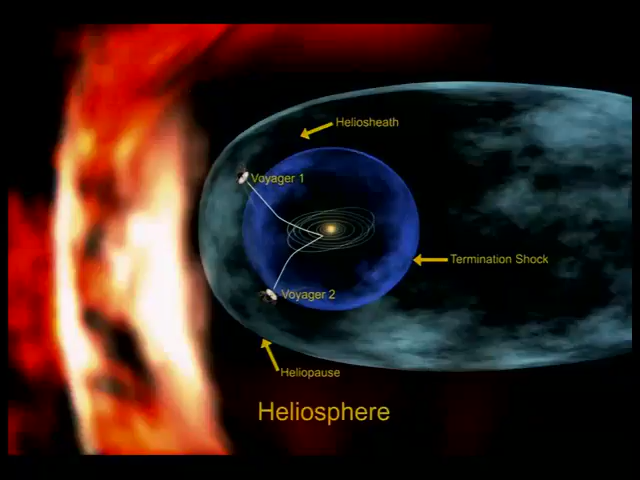 Heliosheath
Voyager 1
Termination Shock
Voyager 2
Heliopause
Heliosphere